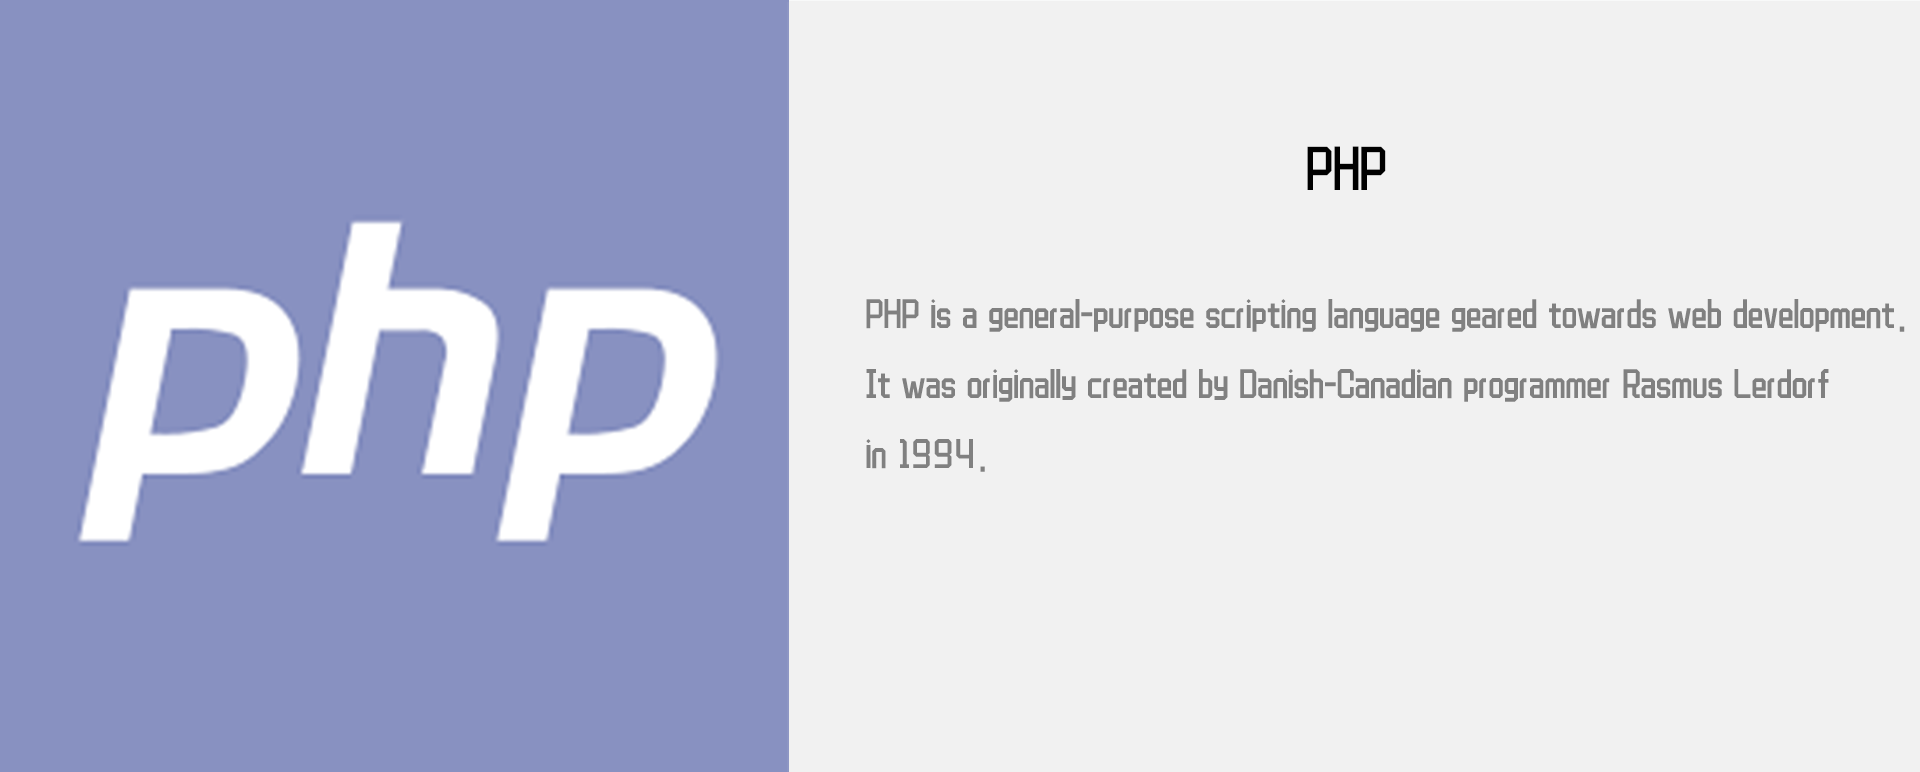 php
PHP
PHP is a general-purpose scripting language geared towards web development.
It was originally created by Danish-Canadian programmer Rasmus Lerdorf
in 1994.